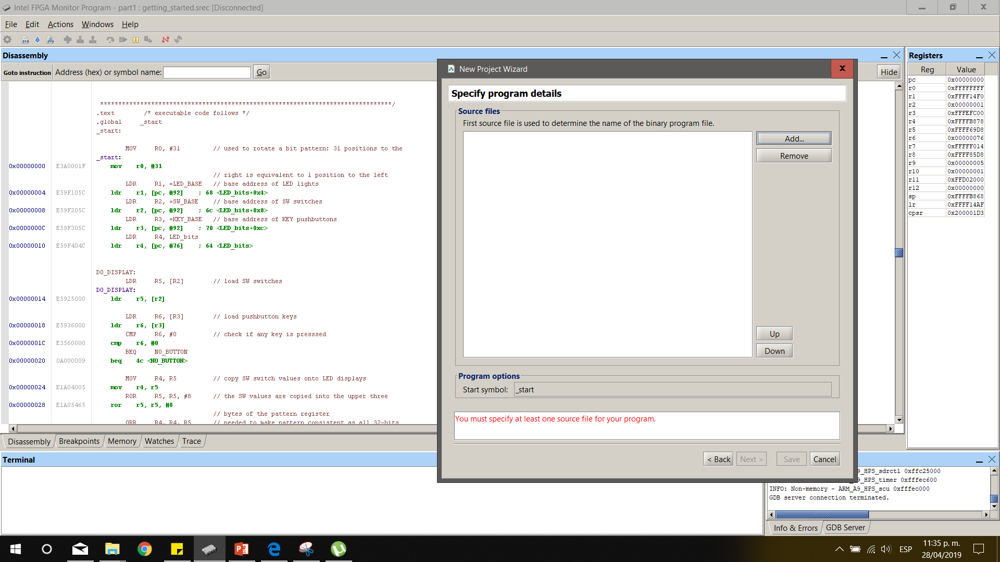 Intel FPGA Monitor Program - part1 : getting_started.srec [Disconnected]
File Edit Actions Windows Help
Disassembly
Goto instruction Address (hex) or symbol name: Go Hide
******************************************************************************/
.text /* executable code follows */
.global _start
_start:
MOV R0, #31 // used to rotate a bit pattern: 31 positions to the
_start:
0x00000000 E3A0001F mov r0, #31
// right is equivalent to 1 position to the left
LDR R1, =LED_BASE // base address of LED lights
0x00000004 E59F105C ldr r1, [pc, #92] ; 68 <LED_bits+0x4>
LDR R2, =SW_BASE // base address of SW switches
0x00000008 E59F205C ldr r2, [pc, #92] ; 6c <LED_bits+0x8>
LDR R3, =KEY_BASE // base address of KEY pushbuttons
0x0000000C E59F305C ldr r3, [pc, #92] ; 70 <LED_bits+0xc>
LDR R4, LED_bits
0x00000010 E59F404C ldr r4, [pc, #76] ; 64 <LED_bits>
DO_DISPLAY:
LDR R5, [R2] // load SW switches
DO_DISPLAY:
0x00000014 E5925000 ldr r5, [r2]
LDR R6, [R3] // load pushbutton keys
0x00000018 E5936000 ldr r6, [r3]
CMP R6, #0 // check if any key is presssed
0x0000001C E3560000 cmp r6, #0
BEQ NO_BUTTON
0x00000020 0A000009 beq 4c <NO_BUTTON>
MOV R4, R5 // copy SW switch values onto LED displays
0x00000024 E1A04005 mov r4, r5
ROR R5, R5, #8 // the SW values are copied into the upper three
0x00000028 E1A05465 ror r5, r5, #8
// bytes of the pattern register
ORR R4, R4, R5 // needed to make pattern consistent as all 32-bits
Disassembly Breakpoints Memory Watches Trace
New Project Wizard
Specify program details
Source files
First source file is used to determine the name of the binary program file.
Add...
Remove
Up
Down
Program options
Start symbol: _start
You must specify at least one source file for your program.
< Back Next > Save Cancel
Registers
Reg Value
pc 0x00000000
r0 0xFFFFFFFF
r1 0xFFFF14F0
r2 0x00000001
r3 0xFFFEFC00
r4 0xFFFFB878
r5 0xFFFF69D8
r6 0x00000076
r7 0xFFFFF014
r8 0xFFFF85D8
r9 0x00000005
r10 0x00000001
r11 0xFFD02000
r12 0x00000000
sp 0xFFFFB868
lr 0xFFFF14AF
cpsr 0x200001D3
Terminal
9_HPS_sdrctl 0xffc25000
9_HPS_timer 0xfffec600
INFO: Non-memory - ARM_A9_HPS_scu 0xfffec000
GDB server connection terminated.
Info & Errors GDB Server
ESP
11:35 p. m.
28/04/2019